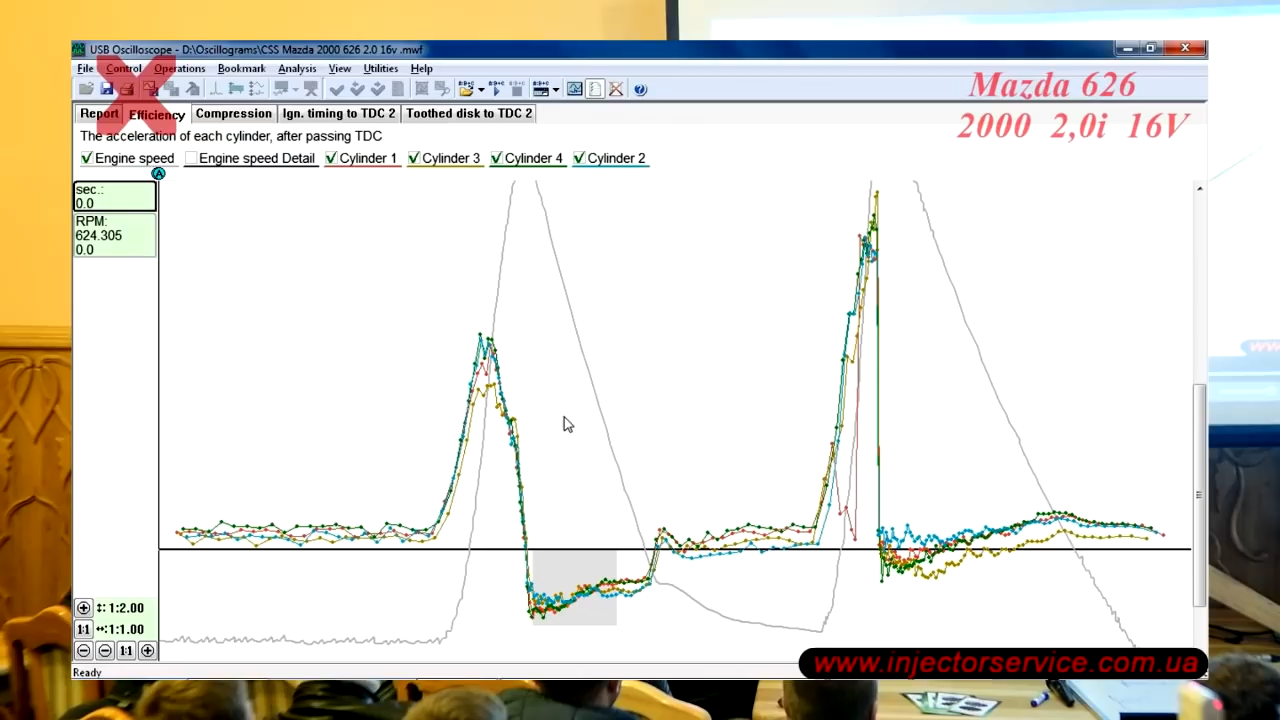 USB Oscilloscope - D:\Oscillograms\CSS Mazda 2000 626 2.0 16v .mwf
File Control Operations Bookmark Analysis View Utilities Help
Mazda 626
2000 2,0i 16V
Report Efficiency Compression Ign. timing to TDC 2 Toothed disk to TDC 2
The acceleration of each cylinder, after passing TDC
Engine speed Engine speed Detail Cylinder 1 Cylinder 3 Cylinder 4 Cylinder 2
A
sec.:
0.0
RPM:
624.305
0.0
1:2.00
1:1 1:1.00
1:1
Ready
www.injectorservice.com.ua